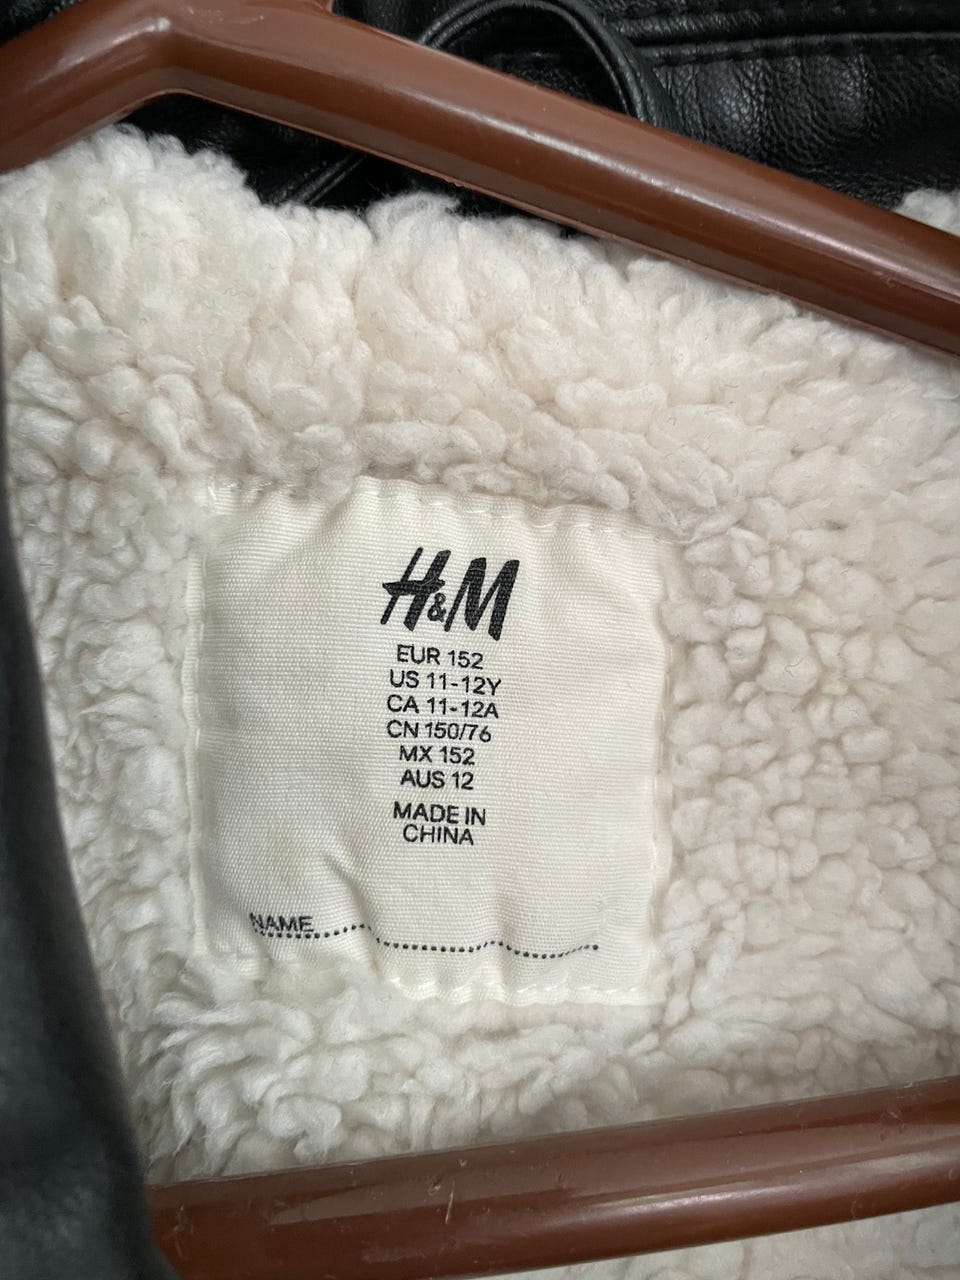 H&M
EUR 152
US 11-12Y
CA 11-12A
CN 150/76
MX 152
AUS 12
MADE IN
CHINA
NAME